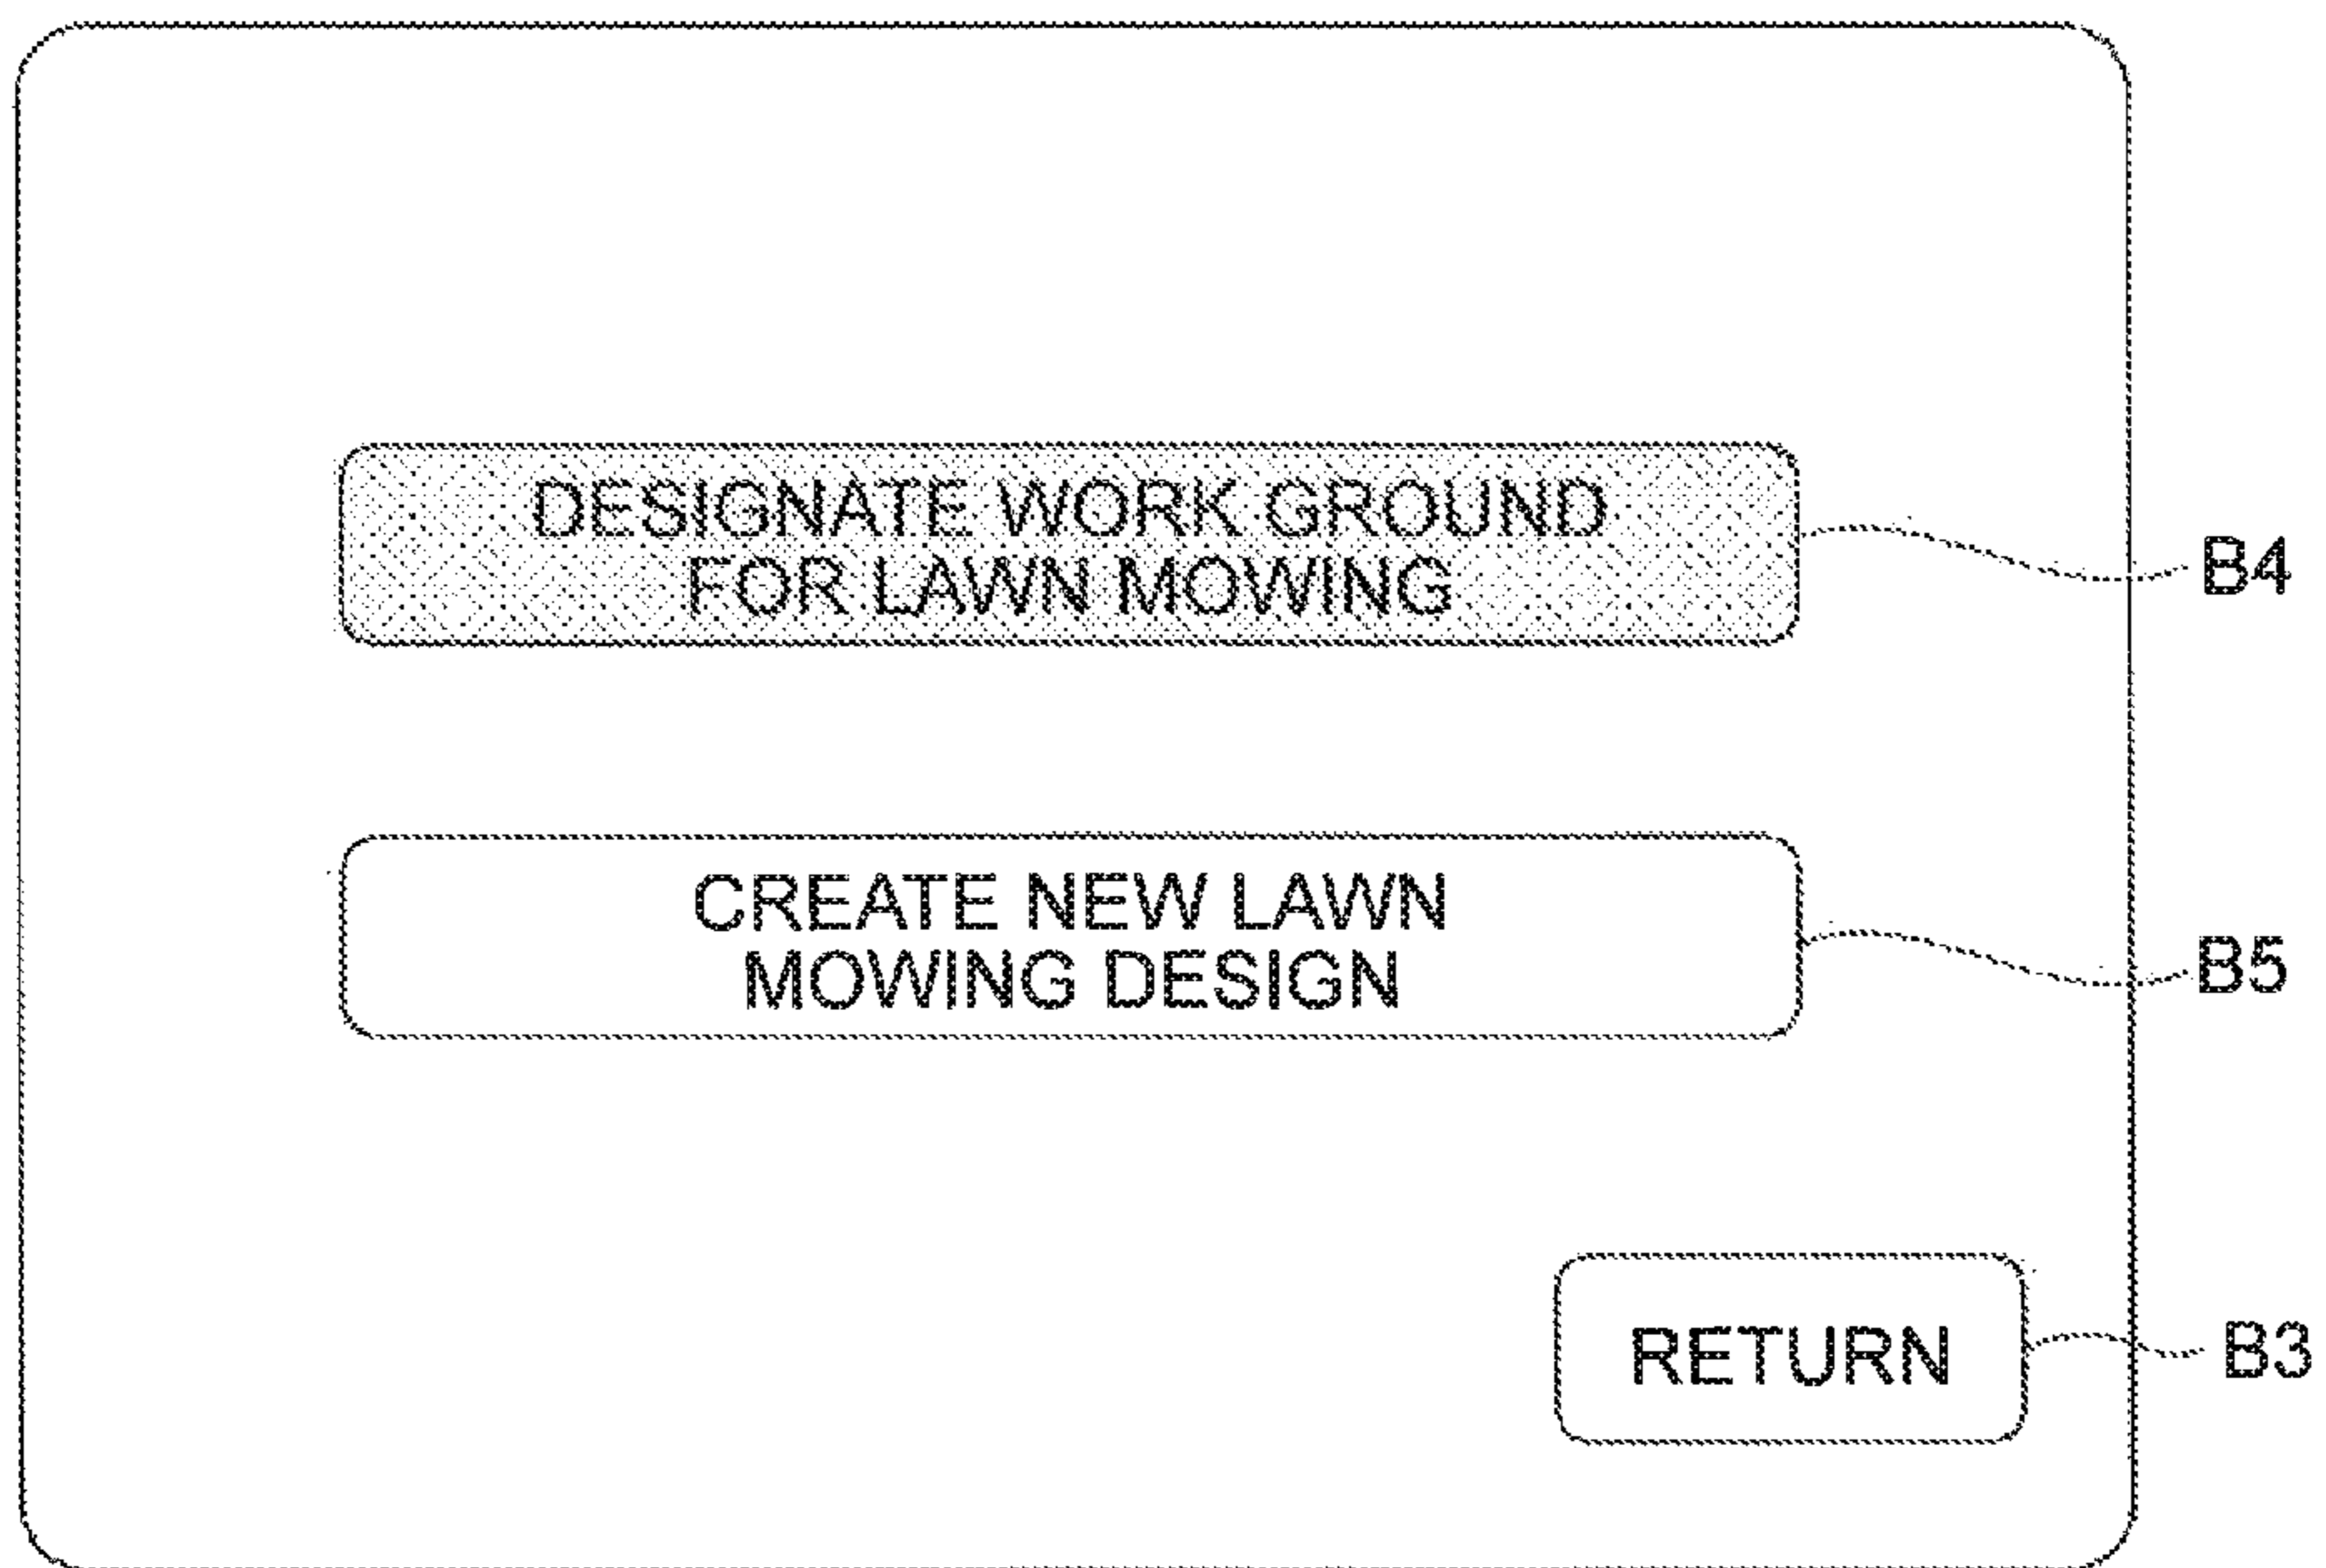 DESIGNATE WORK GROUND
FOR LAWN MOWING
B4
CREATE NEW LAWN
MOWING DESIGN
B5
RETURN
B3